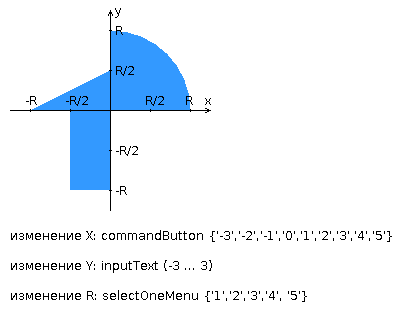 y
R
R/2
-R -R/2 R/2 R x
-R/2
-R
изменение X: commandButton {'-3','-2','-1','0','1','2','3','4','5'}
изменение Y: inputText (-3 ... 3)
изменение R: selectOneMenu {'1','2','3','4', '5'}